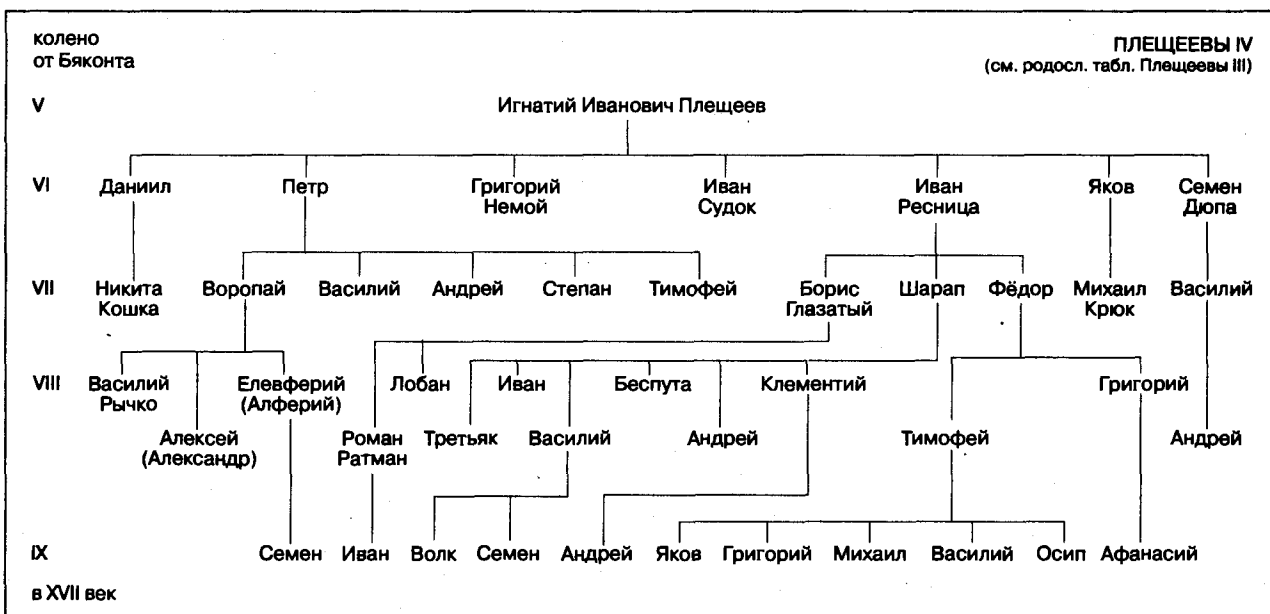 колено
от Бяконта
ПЛЕЩЕЕВЫ IV
(см. родосл. табл. Плещеевы III)
V Игнатий Иванович Плещеев
VI Даниил Петр Григорий Иван Иван Яков Семен
Немой Судок Ресница Дюпа
VII Никита Воропай Василий Андрей Степан Тимофей Борис Шарап Фёдор Михаил Василий
Кошка Глазатый Крюк
VIII Василий Елевферий Лобан Иван Беспута Клементий Григорий
Рычко (Алферий)
Алексей Роман Третьяк Василий Андрей Тимофей Андрей
(Александр) Ратман
IX Семен Иван Волк Семен Андрей Яков Григорий Михаил Василий Осип Афанасий
в XVII век